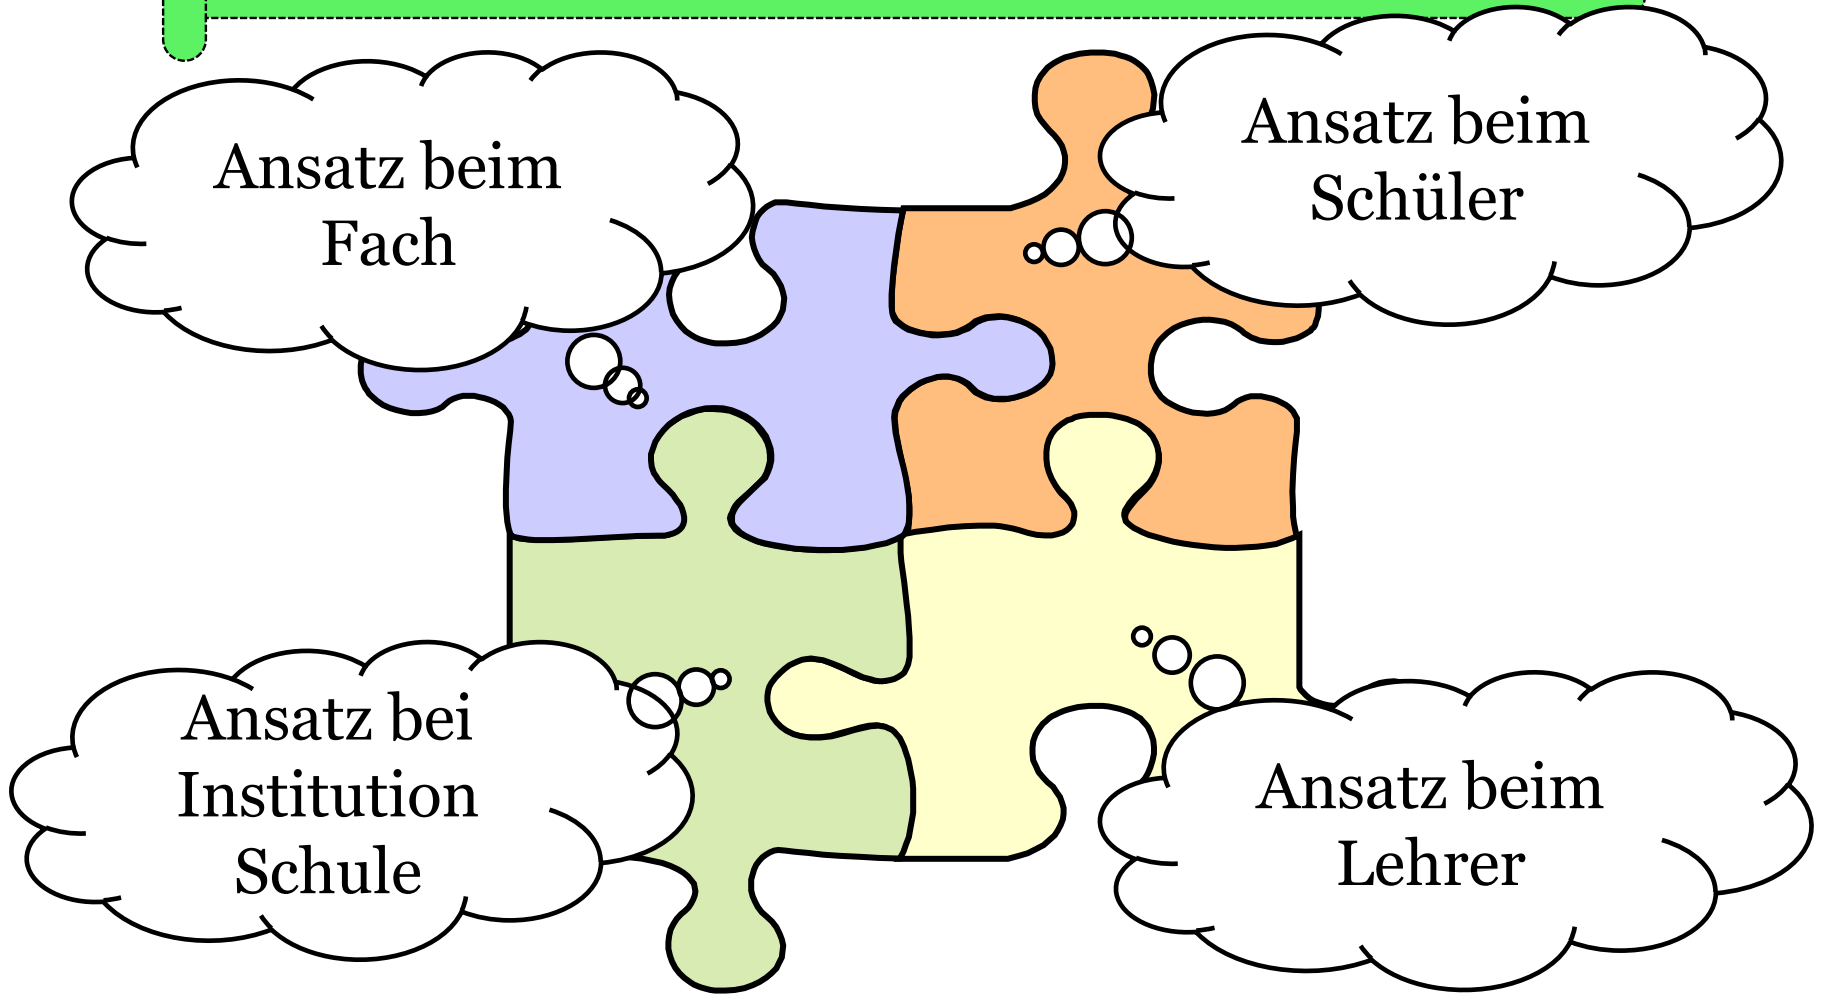 Ansatz beim
Fach
Ansatz beim
Schüler
Ansatz bei
Institution
Schule
Ansatz beim
Lehrer